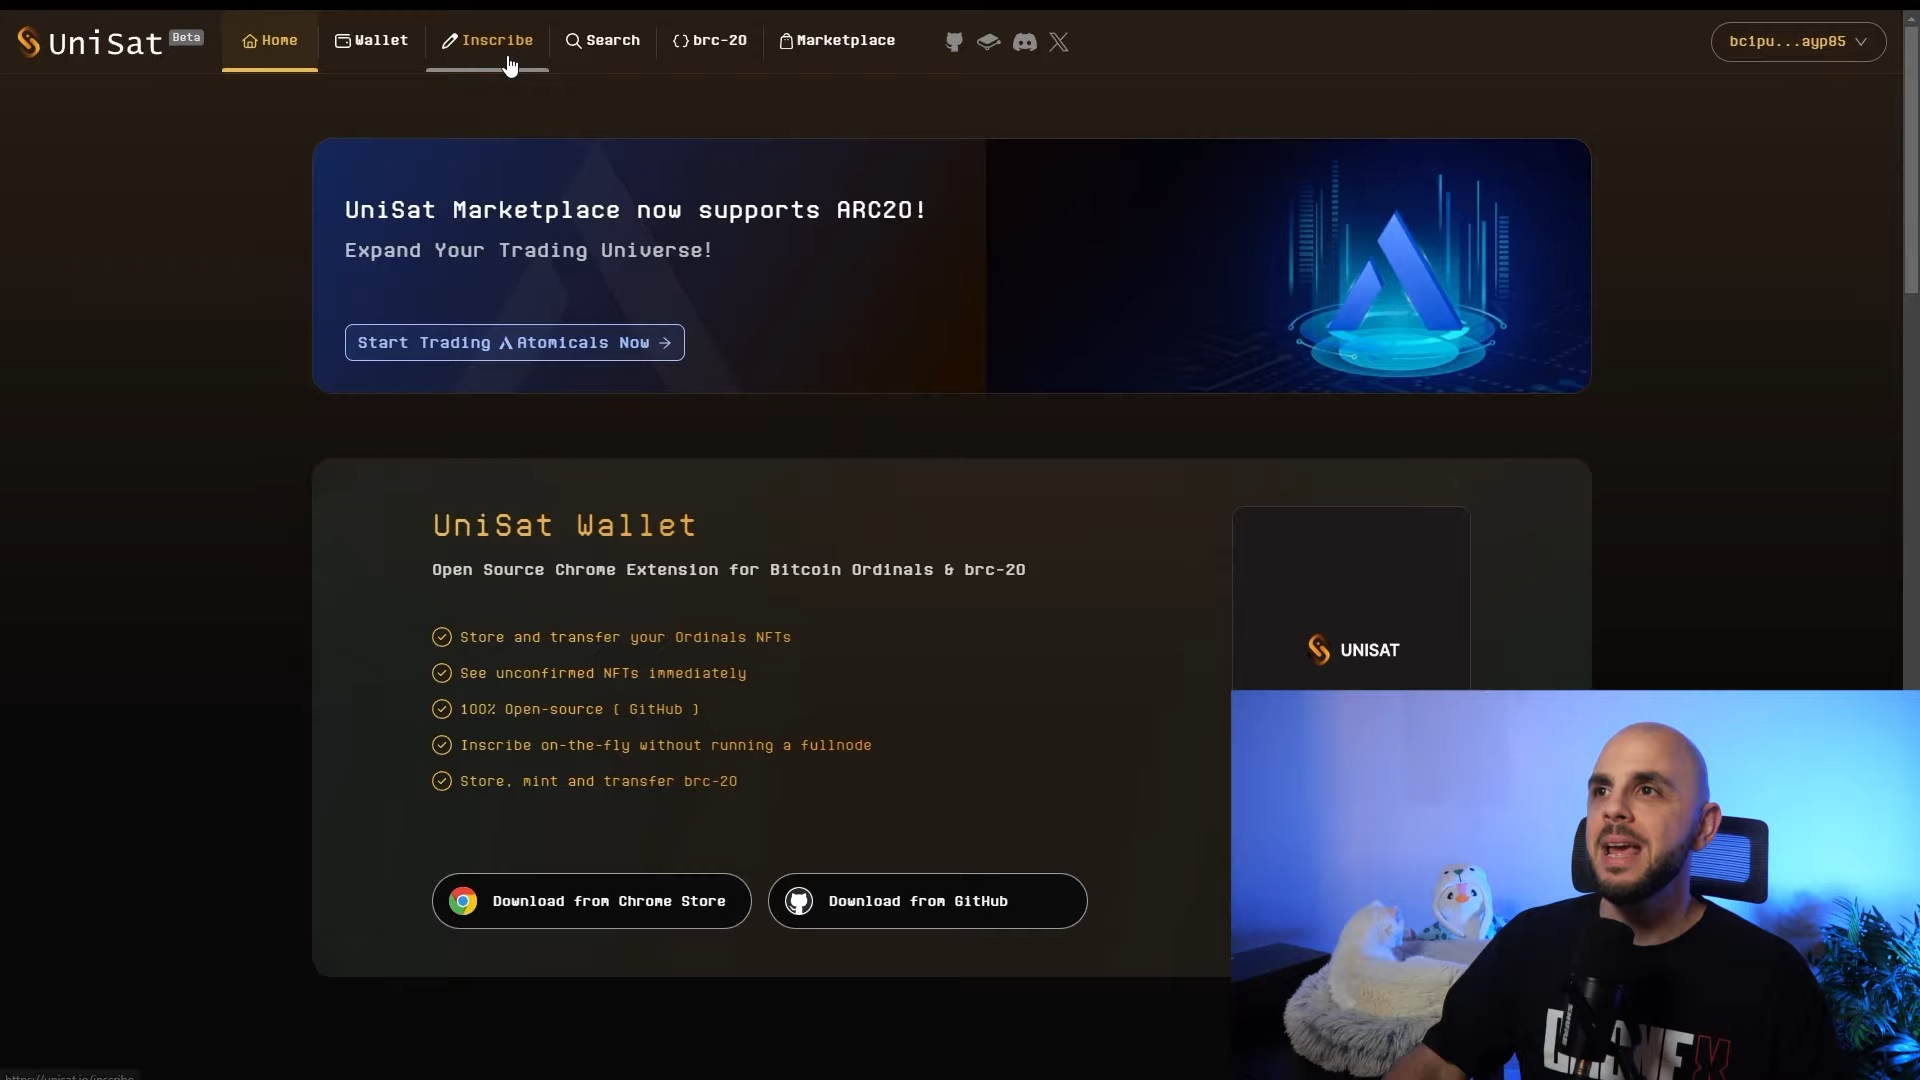 UniSat Beta
Home
Wallet
Inscribe
Search
brc-20
Marketplace
bc1pu...ayp85
UniSat Marketplace now supports ARC20!
Expand Your Trading Universe!
Start Trading Atomicals Now →
UniSat Wallet
Open Source Chrome Extension for Bitcoin Ordinals & brc-20
Store and transfer your Ordinals NFTs
See unconfirmed NFTs immediately
100% Open-source ( GitHub )
Inscribe on-the-fly without running a fullnode
Store, mint and transfer brc-20
UNISAT
Download from Chrome Store
Download from GitHub